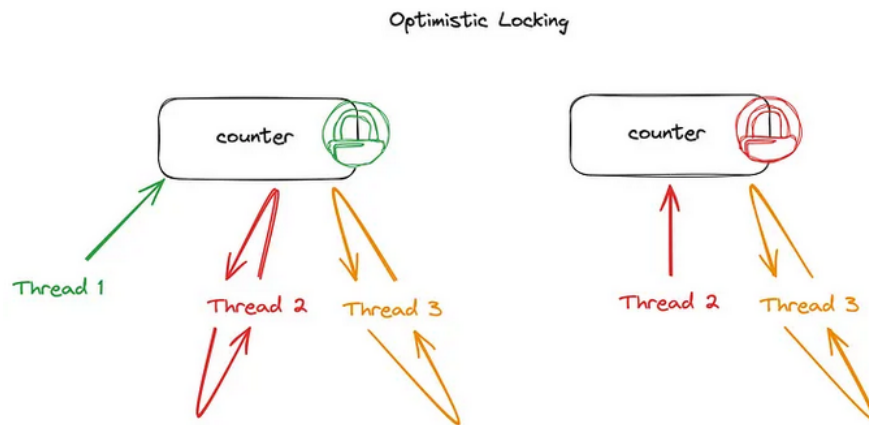 Optimistic Locking
counter
counter
Thread 1
Thread 2
Thread 3
Thread 2
Thread 3